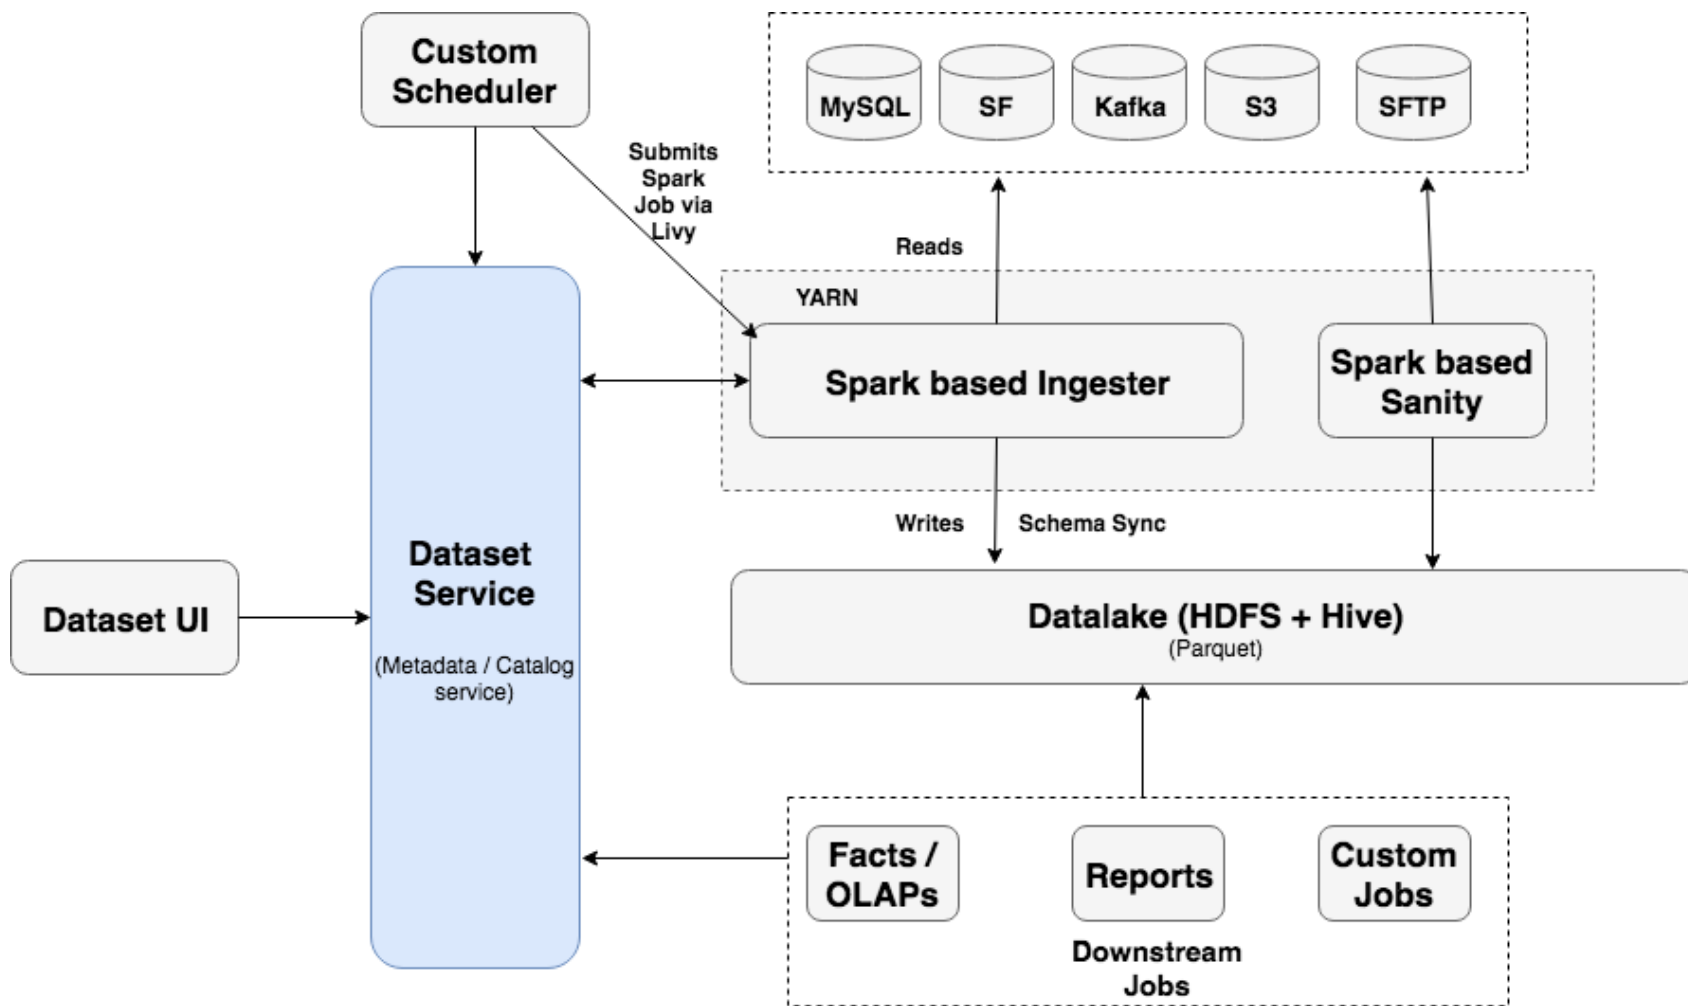 Custom
Scheduler
MySQL
SF
Kafka
S3
SFTP
Submits
Spark
Job via
Livy
Reads
YARN
Spark based Ingester
Spark based
Sanity
Writes
Schema Sync
Dataset
Service
(Metadata / Catalog
service)
Dataset UI
Datalake (HDFS + Hive)
(Parquet)
Facts /
OLAPs
Reports
Custom
Jobs
Downstream
Jobs